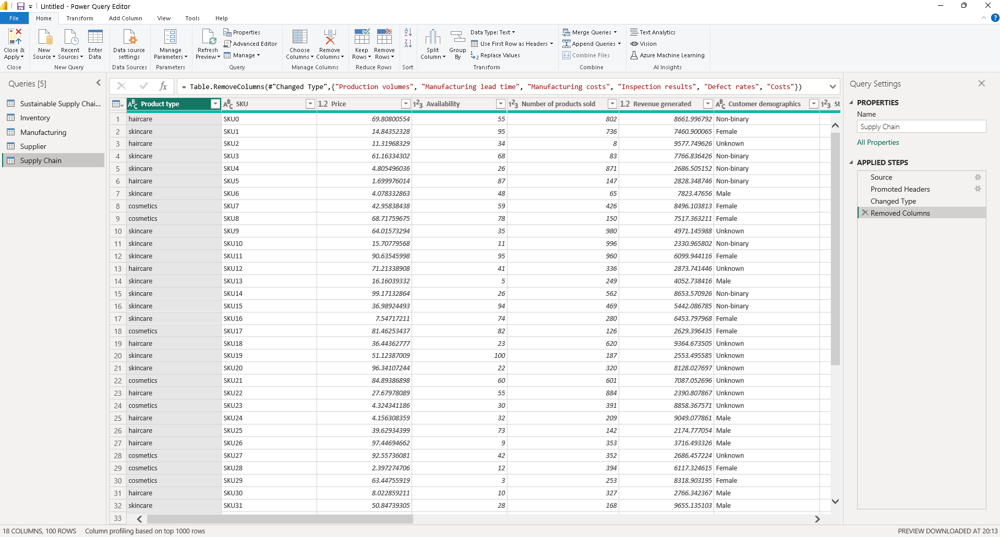 Untitled - Power Query Editor
File Home Transform Add Column View Tools Help
Close & Apply
Close
New Source
Recent Sources
Enter Data
New Query
Data source settings
Data Sources
Manage Parameters
Parameters
Refresh Preview
Properties
Advanced Editor
Manage
Query
Choose Columns
Remove Columns
Manage Columns
Keep Rows
Remove Rows
Reduce Rows
Sort
Split Column
Group By
Data Type: Text
Use First Row as Headers
Replace Values
Transform
Merge Queries
Append Queries
Combine Files
Combine
Text Analytics
Vision
Azure Machine Learning
AI Insights
Queries [5]
Sustainable Supply Chai...
Inventory
Manufacturing
Supplier
Supply Chain
fx
= Table.RemoveColumns(#"Changed Type",{"Production volumes", "Manufacturing lead time", "Manufacturing costs", "Inspection results", "Defect rates", "Costs"})
ABC Product type ABC SKU 1.2 Price 123 Availability 123 Number of products sold 1.2 Revenue generated ABC Customer demographics 123 St
1 haircare SKU0 69.80800554 55 802 8661.996792 Non-binary
2 skincare SKU1 14.84352328 95 736 7460.900065 Female
3 haircare SKU2 11.31968329 34 8 9577.749626 Unknown
4 skincare SKU3 61.16334302 68 83 7766.836426 Non-binary
5 skincare SKU4 4.805496036 26 871 2686.505152 Non-binary
6 haircare SKU5 1.699976014 87 147 2828.348746 Non-binary
7 skincare SKU6 4.078332863 48 65 7823.47656 Male
8 cosmetics SKU7 42.95838438 59 426 8496.103813 Female
9 cosmetics SKU8 68.71759675 78 150 7517.363211 Female
10 skincare SKU9 64.01573294 35 980 4971.145988 Unknown
11 skincare SKU10 15.70779568 11 996 2330.965802 Non-binary
12 skincare SKU11 90.63545998 95 960 6099.944116 Female
13 haircare SKU12 71.21338908 41 336 2873.741446 Unknown
14 skincare SKU13 16.16039332 5 249 4052.738416 Male
15 skincare SKU14 99.17132864 26 562 8653.570926 Non-binary
16 skincare SKU15 36.98924493 94 469 5442.086785 Non-binary
17 skincare SKU16 7.54717211 74 280 6453.797968 Female
18 cosmetics SKU17 81.46253437 82 126 2629.396435 Female
19 haircare SKU18 36.44362777 23 620 9364.673505 Unknown
20 skincare SKU19 51.12387009 100 187 2553.495585 Unknown
21 skincare SKU20 96.34107244 22 320 8128.027697 Unknown
22 cosmetics SKU21 84.89386898 60 601 7087.052696 Unknown
23 haircare SKU22 27.67978089 55 884 2390.807867 Unknown
24 cosmetics SKU23 4.324341186 30 391 8858.367571 Unknown
25 haircare SKU24 4.156308359 32 209 9049.077861 Male
26 haircare SKU25 39.62934399 73 142 2174.777054 Male
27 haircare SKU26 97.44694662 9 353 3716.493326 Male
28 cosmetics SKU27 92.55736081 42 352 2686.457224 Unknown
29 cosmetics SKU28 2.397274706 12 394 6117.324615 Female
30 cosmetics SKU29 63.44755919 3 253 8318.903195 Female
31 haircare SKU30 8.022859211 10 327 2766.342367 Male
32 skincare SKU31 50.84739305 28 168 9655.135103 Male
33
Query Settings
PROPERTIES
Name
Supply Chain
All Properties
APPLIED STEPS
Source
Promoted Headers
Changed Type
Removed Columns
18 COLUMNS, 100 ROWS Column profiling based on top 1000 rows
PREVIEW DOWNLOADED AT 20:13